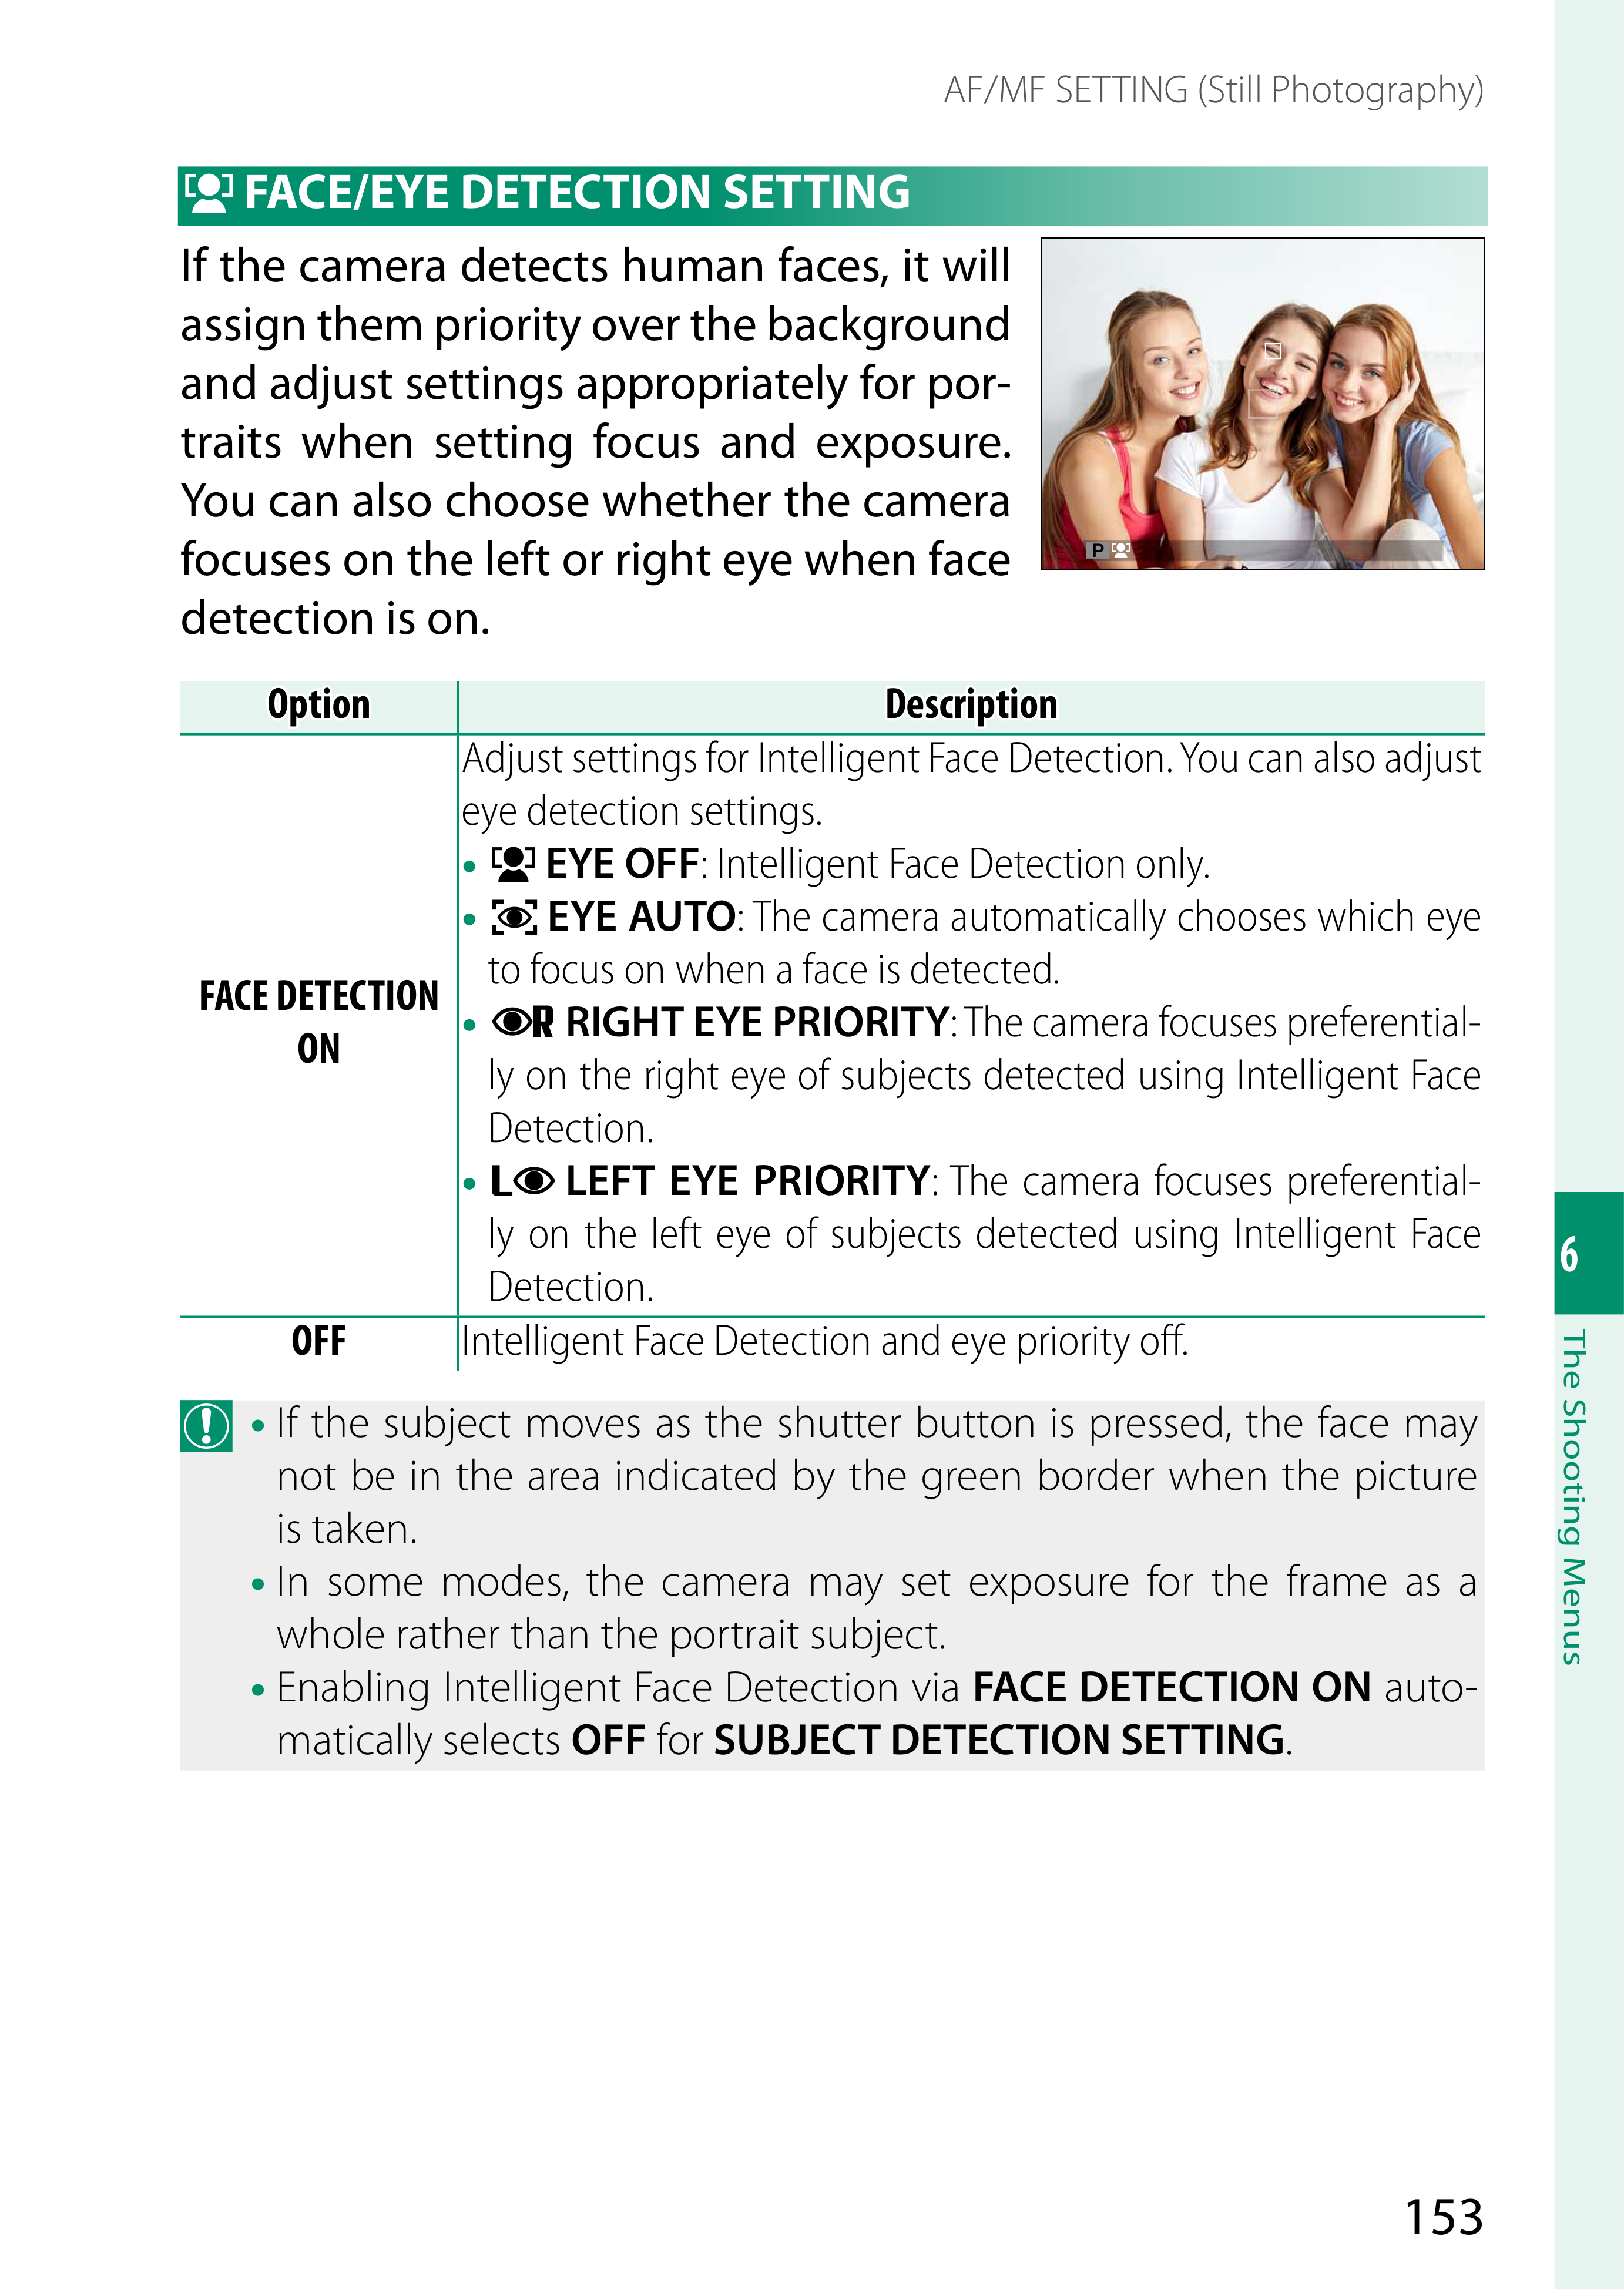 AF/MF SETTING (Still Photography)
FACE/EYE DETECTION SETTING
If the camera detects human faces, it will
assign them priority over the background
and adjust settings appropriately for por-
traits when setting focus and exposure.
You can also choose whether the camera
focuses on the left or right eye when face
detection is on.
P
Option
Description
FACE DETECTION
ON
Adjust settings for Intelligent Face Detection. You can also adjust
eye detection settings.
• EYE OFF: Intelligent Face Detection only.
• EYE AUTO: The camera automatically chooses which eye
to focus on when a face is detected.
• R RIGHT EYE PRIORITY: The camera focuses preferential-
ly on the right eye of subjects detected using Intelligent Face
Detection.
• L LEFT EYE PRIORITY: The camera focuses preferential-
ly on the left eye of subjects detected using Intelligent Face
Detection.
OFF
Intelligent Face Detection and eye priority off.
• If the subject moves as the shutter button is pressed, the face may
not be in the area indicated by the green border when the picture
is taken.
• In some modes, the camera may set exposure for the frame as a
whole rather than the portrait subject.
• Enabling Intelligent Face Detection via FACE DETECTION ON auto-
matically selects OFF for SUBJECT DETECTION SETTING.
6
The Shooting Menus
153